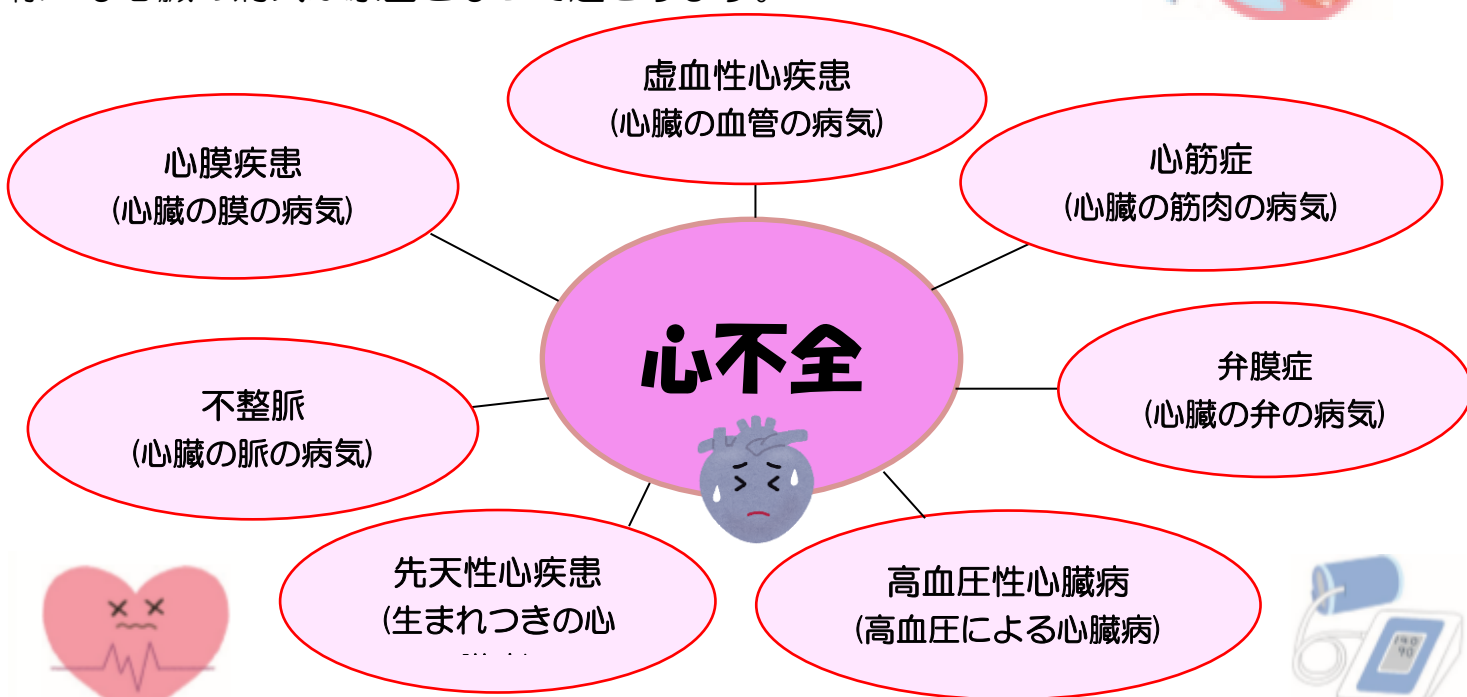 虚血性心疾患
(心臓の血管の病気)
心膜疾患
(心臓の膜の病気)
心筋症
(心臓の筋肉の病気)
心不全
弁膜症
(心臓の弁の病気)
不整脈
(心臓の脈の病気)
先天性心疾患
(生まれつきの心
高血圧性心臓病
(高血圧による心臓病)
140
90